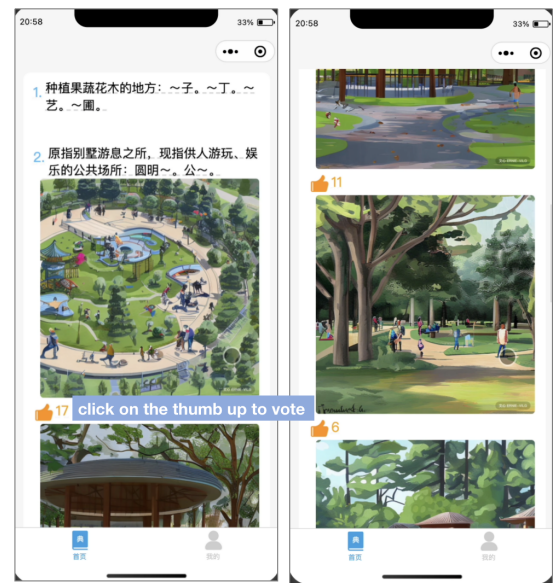 20:58
33%
1. 种植果蔬花木的地方：～子。～丁。～
艺。～圃。
2. 原指别墅游息之所，现指供人游玩、娱
乐的公共场所：圆明～。公～。
17
click on the thumb up to vote
首页
我的
20:58
33%
11
6
首页
我的